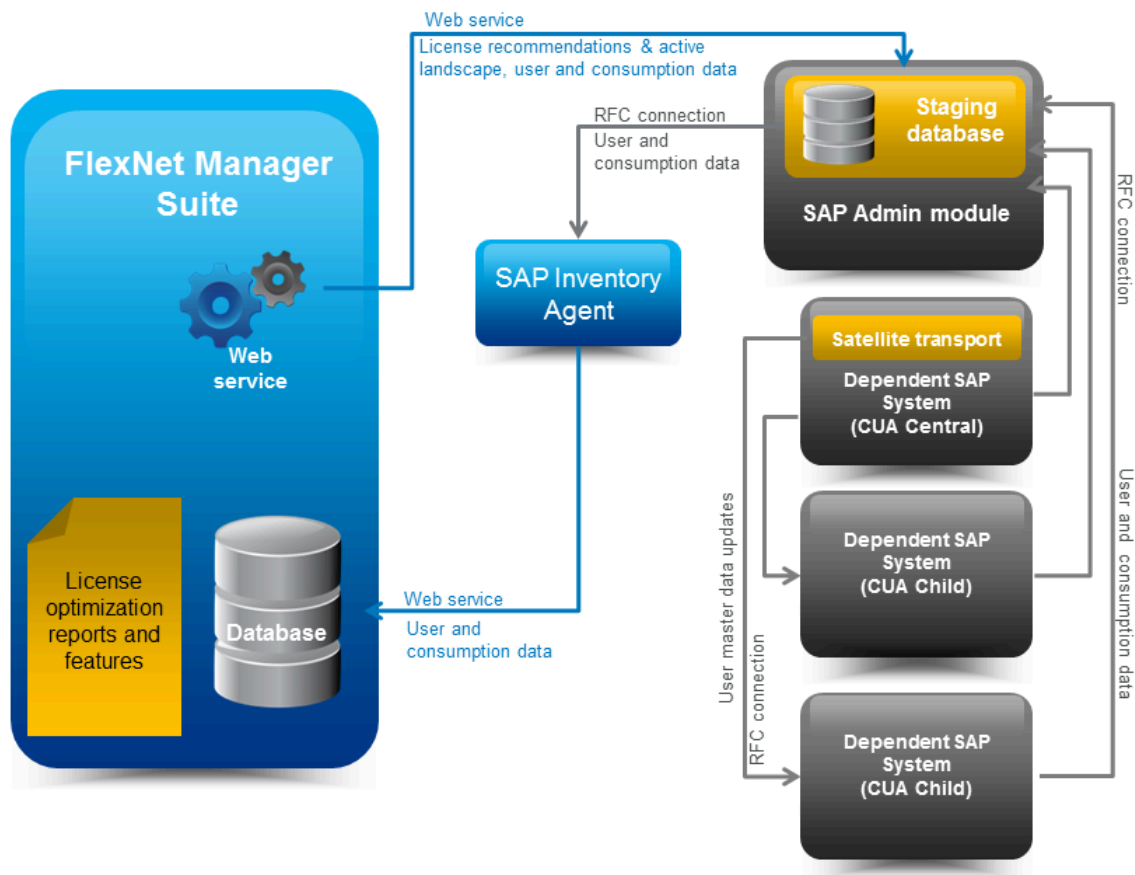 Web service
License recommendations & active
landscape, user and consumption data
FlexNet Manager
Suite
Web
service
License
optimization
reports and
features
Database
RFC connection
User and
consumption data
SAP Inventory
Agent
Web service
User and
consumption data
Staging
database
SAP Admin module
Satellite transport
Dependent SAP
System
(CUA Central)
Dependent SAP
System
(CUA Child)
Dependent SAP
System
(CUA Child)
User master data updates
RFC connection
RFC connection
User and consumption data